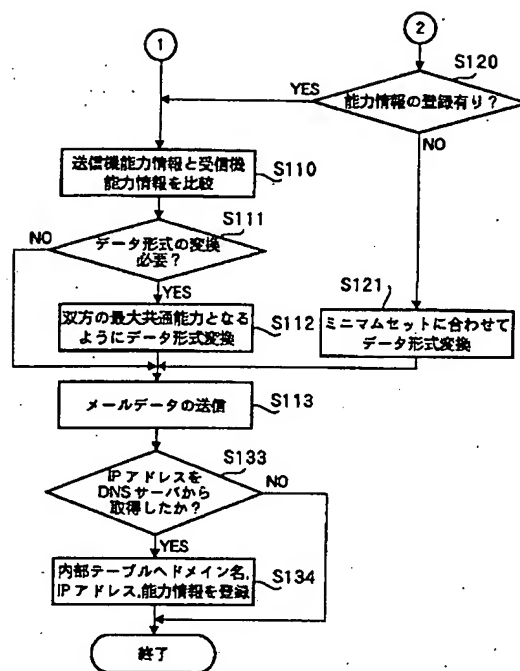 ①
②
S120
YES
能力情報の登録有り?
NO
送信機能力情報と受信機
能力情報を比較
S110
S111
NO
データ形式の変換
必要?
YES
双方の最大共通能力となる
ようにデータ形式変換
S112
S121
ミニマムセットに合わせて
データ形式変換
メールデータの送信
S113
S133
IPアドレスを
DNSサーバから
取得したか?
NO
YES
内部テーブルへドメイン名,
IPアドレス,能力情報を登録
S134
終了